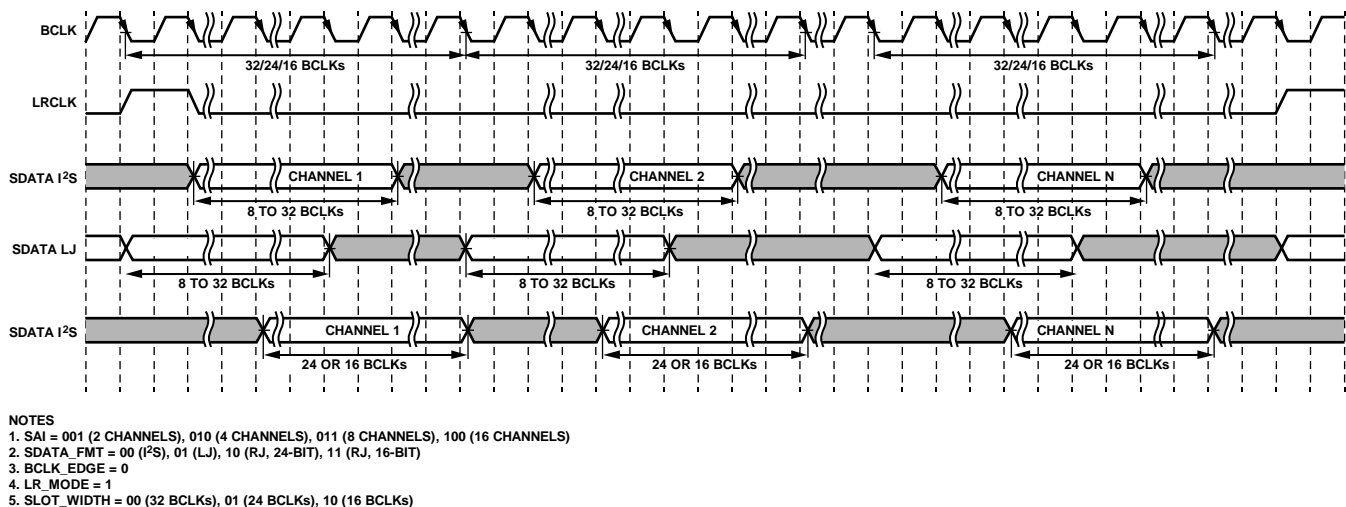 BCLK
32/24/16 BCLKs
32/24/16 BCLKs
32/24/16 BCLKs
LRCLK
SDATA I²S
CHANNEL 1
CHANNEL 2
CHANNEL N
8 TO 32 BCLKs
8 TO 32 BCLKs
8 TO 32 BCLKs
SDATA LJ
8 TO 32 BCLKs
8 TO 32 BCLKs
8 TO 32 BCLKs
SDATA I²S
CHANNEL 1
CHANNEL 2
CHANNEL N
24 OR 16 BCLKs
24 OR 16 BCLKs
24 OR 16 BCLKs
NOTES
1. SAI = 001 (2 CHANNELS), 010 (4 CHANNELS), 011 (8 CHANNELS), 100 (16 CHANNELS)
2. SDATA_FMT = 00 (I²S), 01 (LJ), 10 (RJ, 24-BIT), 11 (RJ, 16-BIT)
3. BCLK_EDGE = 0
4. LR_MODE = 1
5. SLOT_WIDTH = 00 (32 BCLKs), 01 (24 BCLKs), 10 (16 BCLKs)